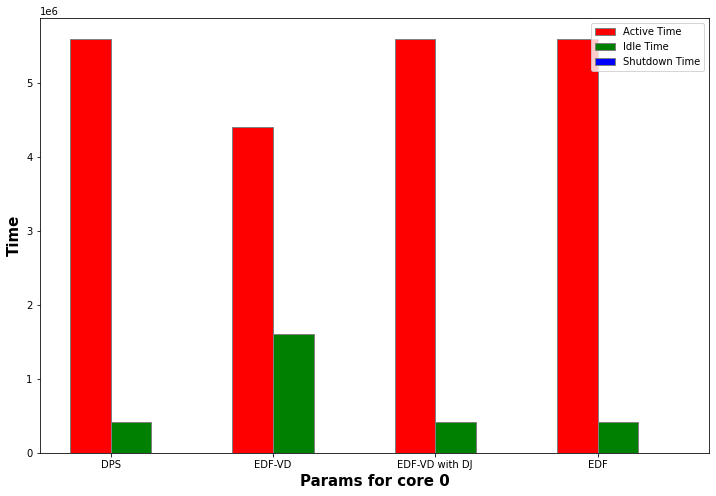 1e6
Active Time
Idle Time
Shutdown Time
5
4
3
2
1
0
Time
DPS
EDF-VD
EDF-VD with DJ
EDF
Params for core 0